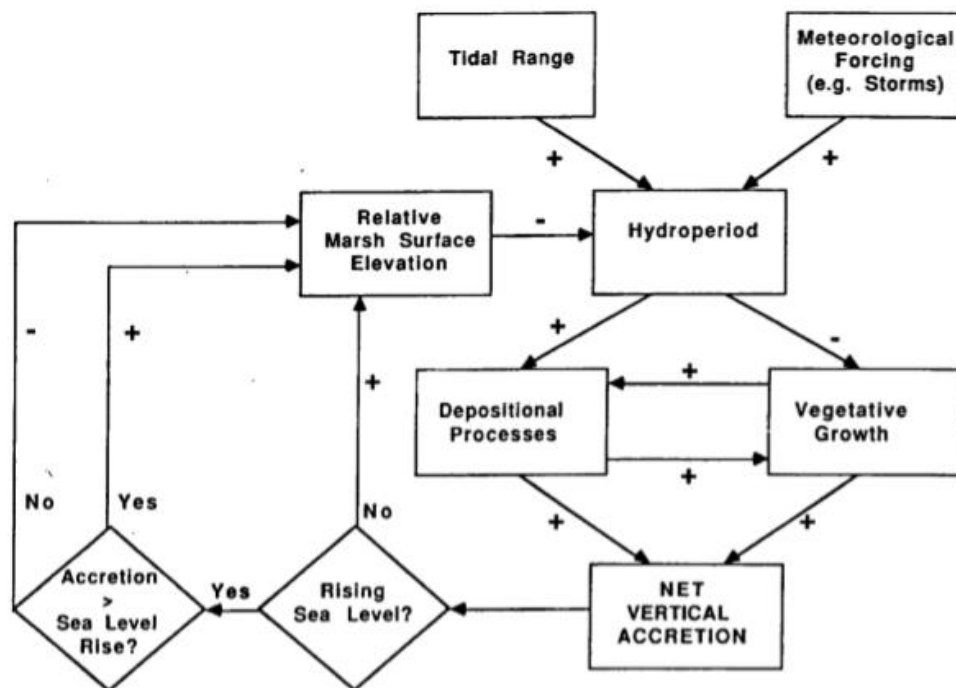 Tidal Range
Meteorological
Forcing
(e.g. Storms)
+
+
Relative
Marsh Surface
Elevation
-
Hydroperiod
-
+
+
+
-
+
Depositional
Processes
Vegetative
Growth
+
No
Yes
No
+
+
Accretion
>
Sea Level
Rise?
Yes
Rising
Sea Level?
NET
VERTICAL
ACCRETION